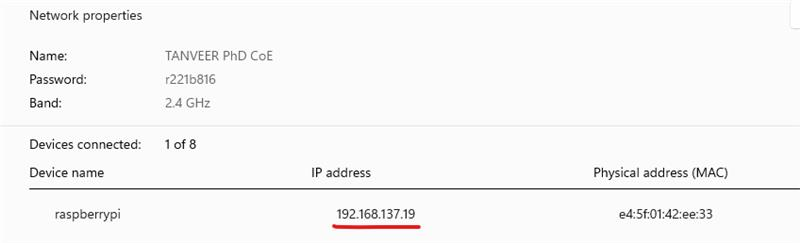 Network properties
Name: TANVEER PhD CoE
Password: r221b816
Band: 2.4 GHz
Devices connected: 1 of 8
Device name IP address Physical address (MAC)
raspberrypi 192.168.137.19 e4:5f:01:42:ee:33